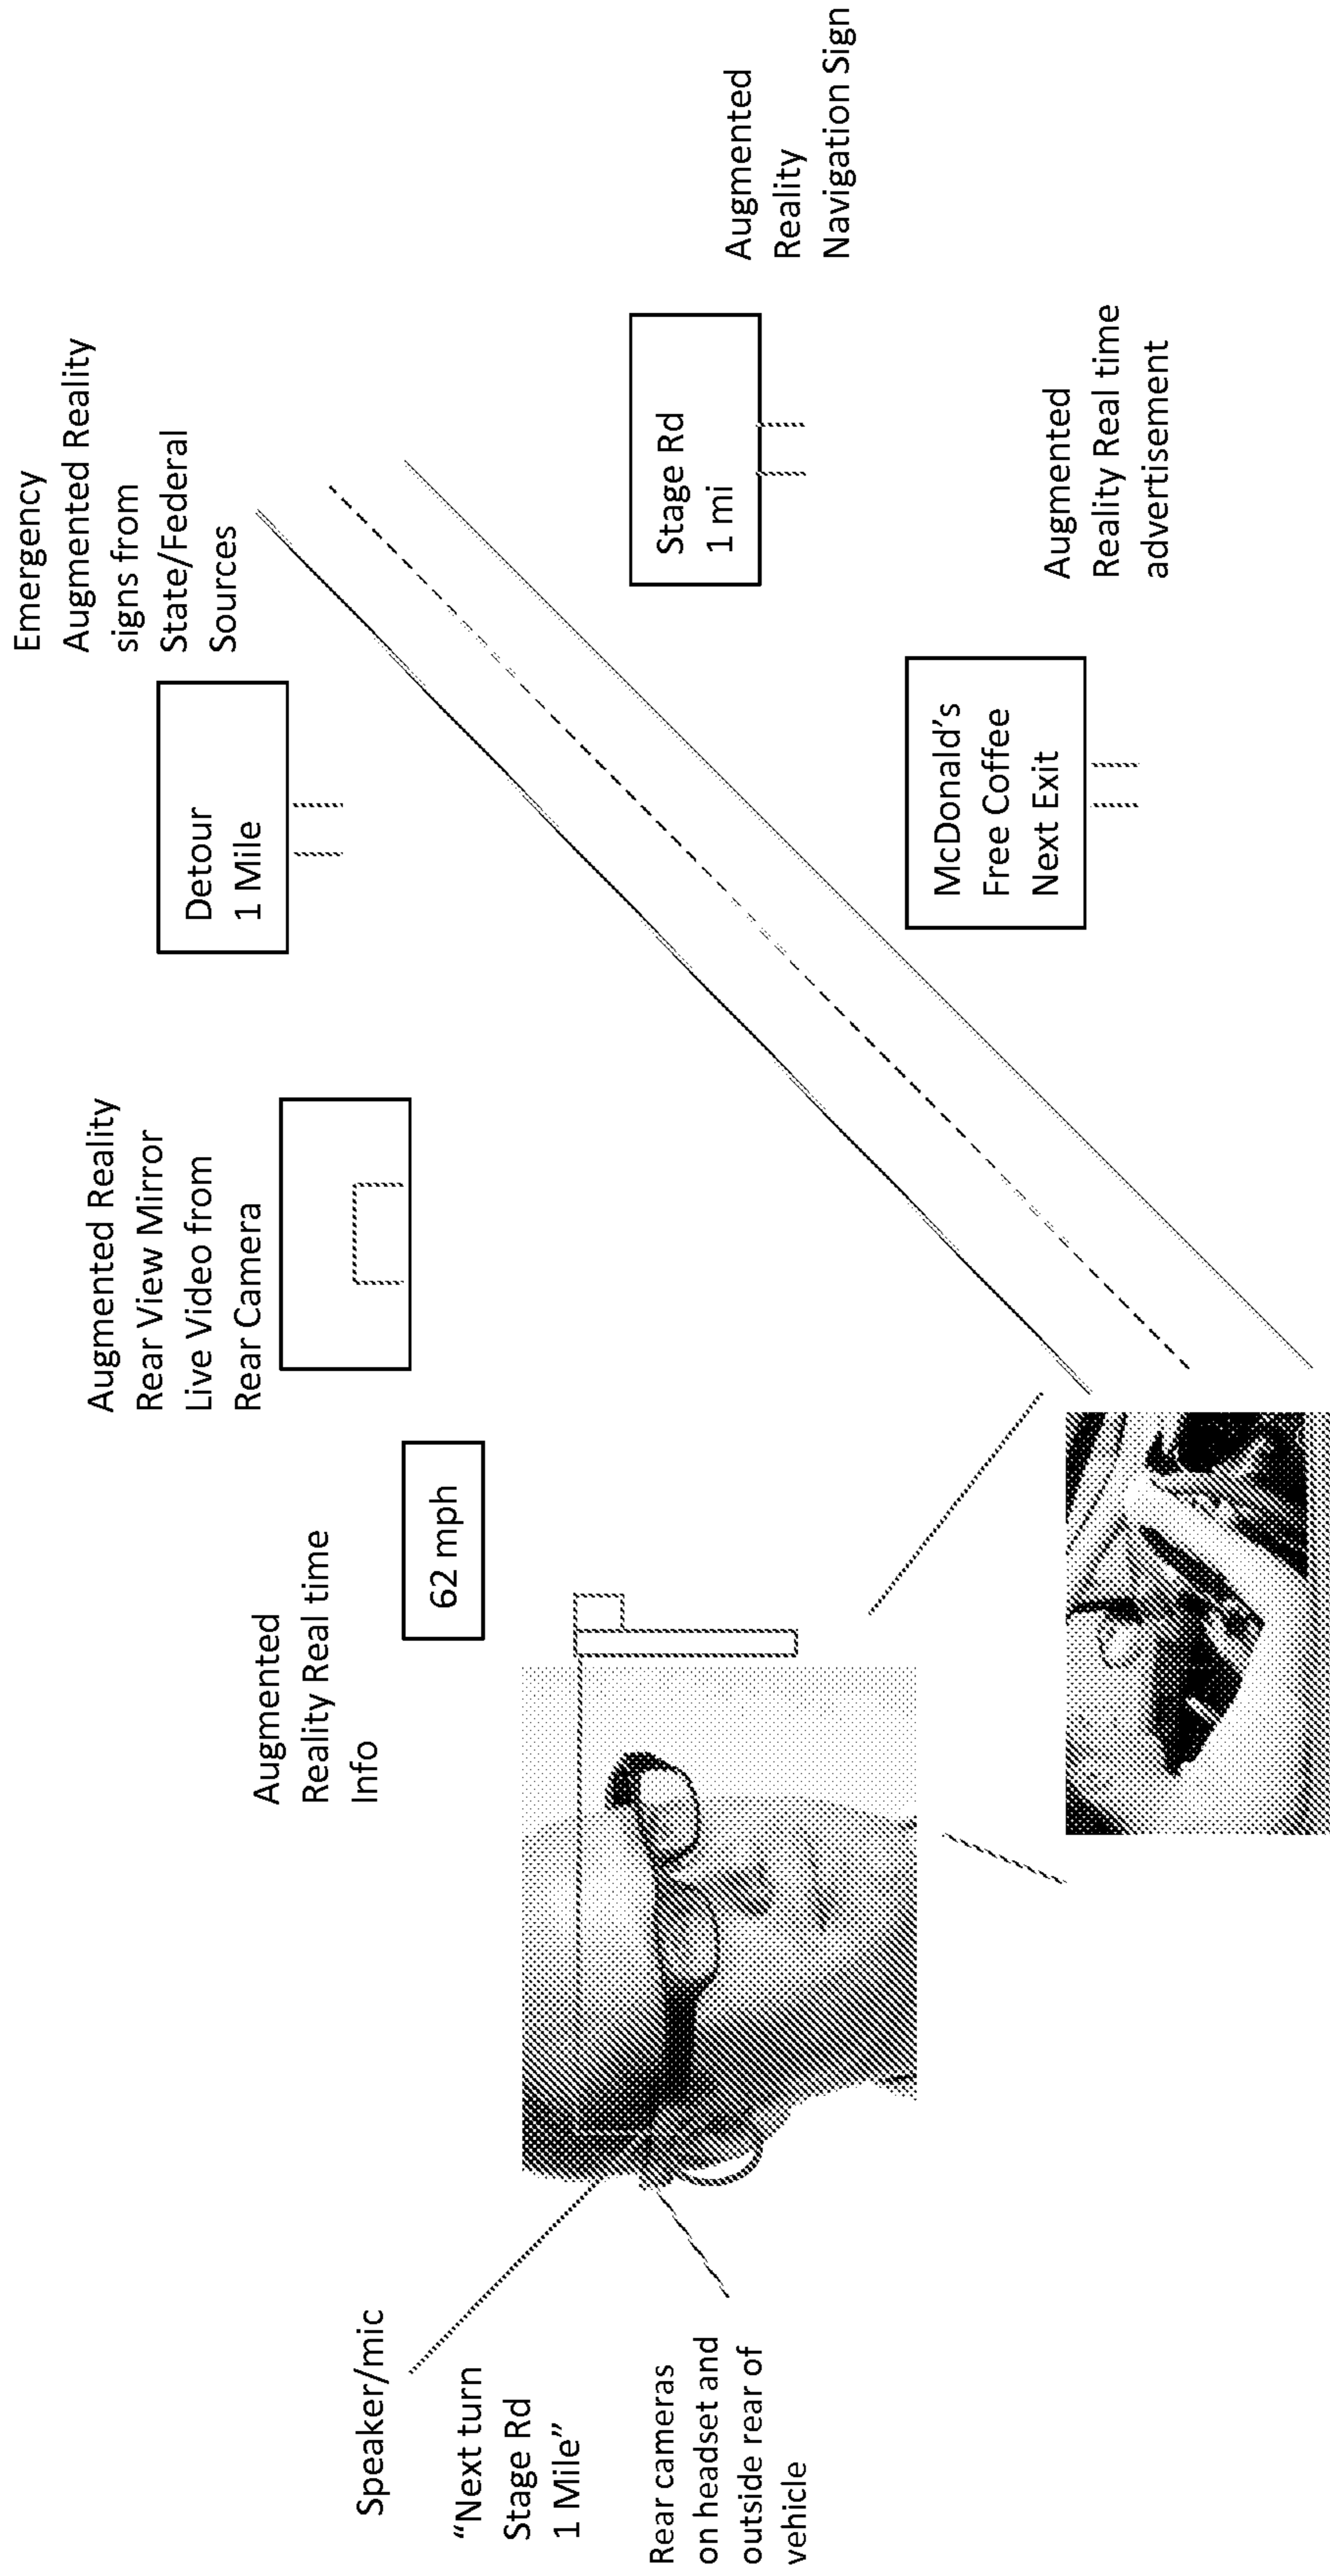 Speaker/mic
“Next turn
Stage Rd
1 Mile”
Rear cameras
on headset and
outside rear of
vehicle
Augmented
Reality Real time
Info
62 mph
Augmented Reality
Rear View Mirror
Live Video from
Rear Camera
Emergency
Augmented Reality
signs from
State/Federal
Sources
Detour
1 Mile
Stage Rd
1 mi
Augmented
Reality
Navigation Sign
McDonald’s
Free Coffee
Next Exit
Augmented
Reality Real time
advertisement